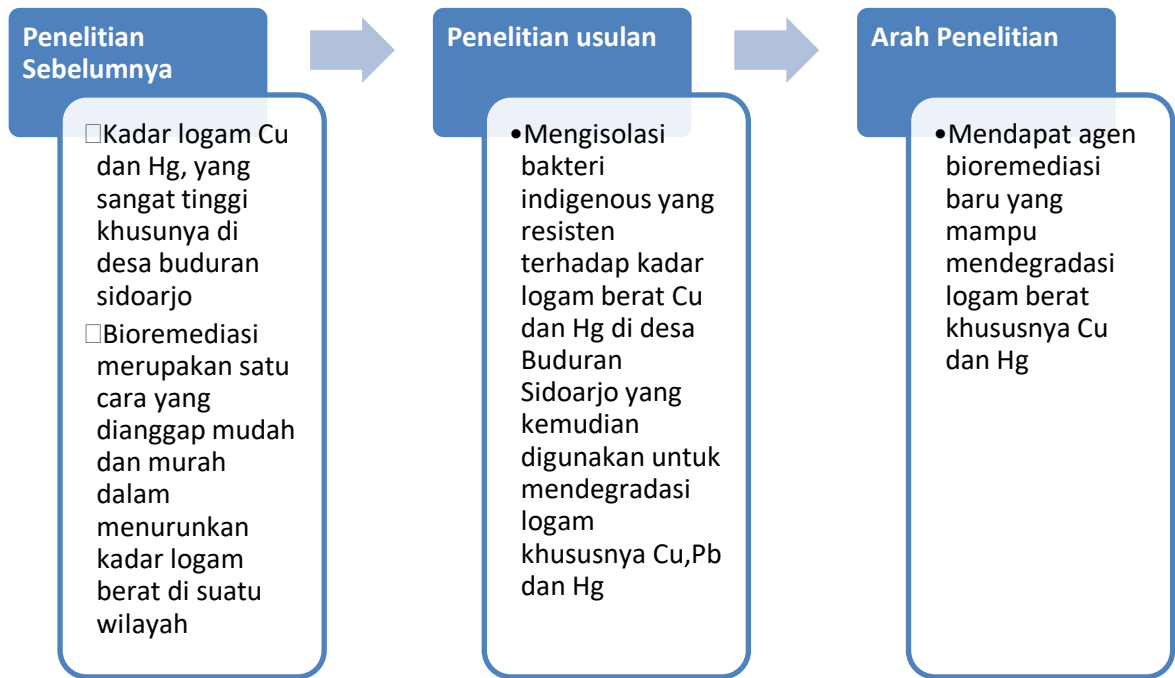 Penelitian
Sebelumnya
□Kadar logam Cu
dan Hg, yang
sangat tinggi
khusunya di
desa buduran
sidoarjo
□Bioremediasi
merupakan satu
cara yang
dianggap mudah
dan murah
dalam
menurunkan
kadar logam
berat di suatu
wilayah
Penelitian usulan
•Mengisolasi
bakteri
indigenous yang
resisten
terhadap kadar
logam berat Cu
dan Hg di desa
Buduran
Sidoarjo yang
kemudian
digunakan untuk
mendegradasi
logam
khususnya Cu,Pb
dan Hg
Arah Penelitian
•Mendapat agen
bioremediasi
baru yang
mampu
mendegradasi
logam berat
khususnya Cu
dan Hg